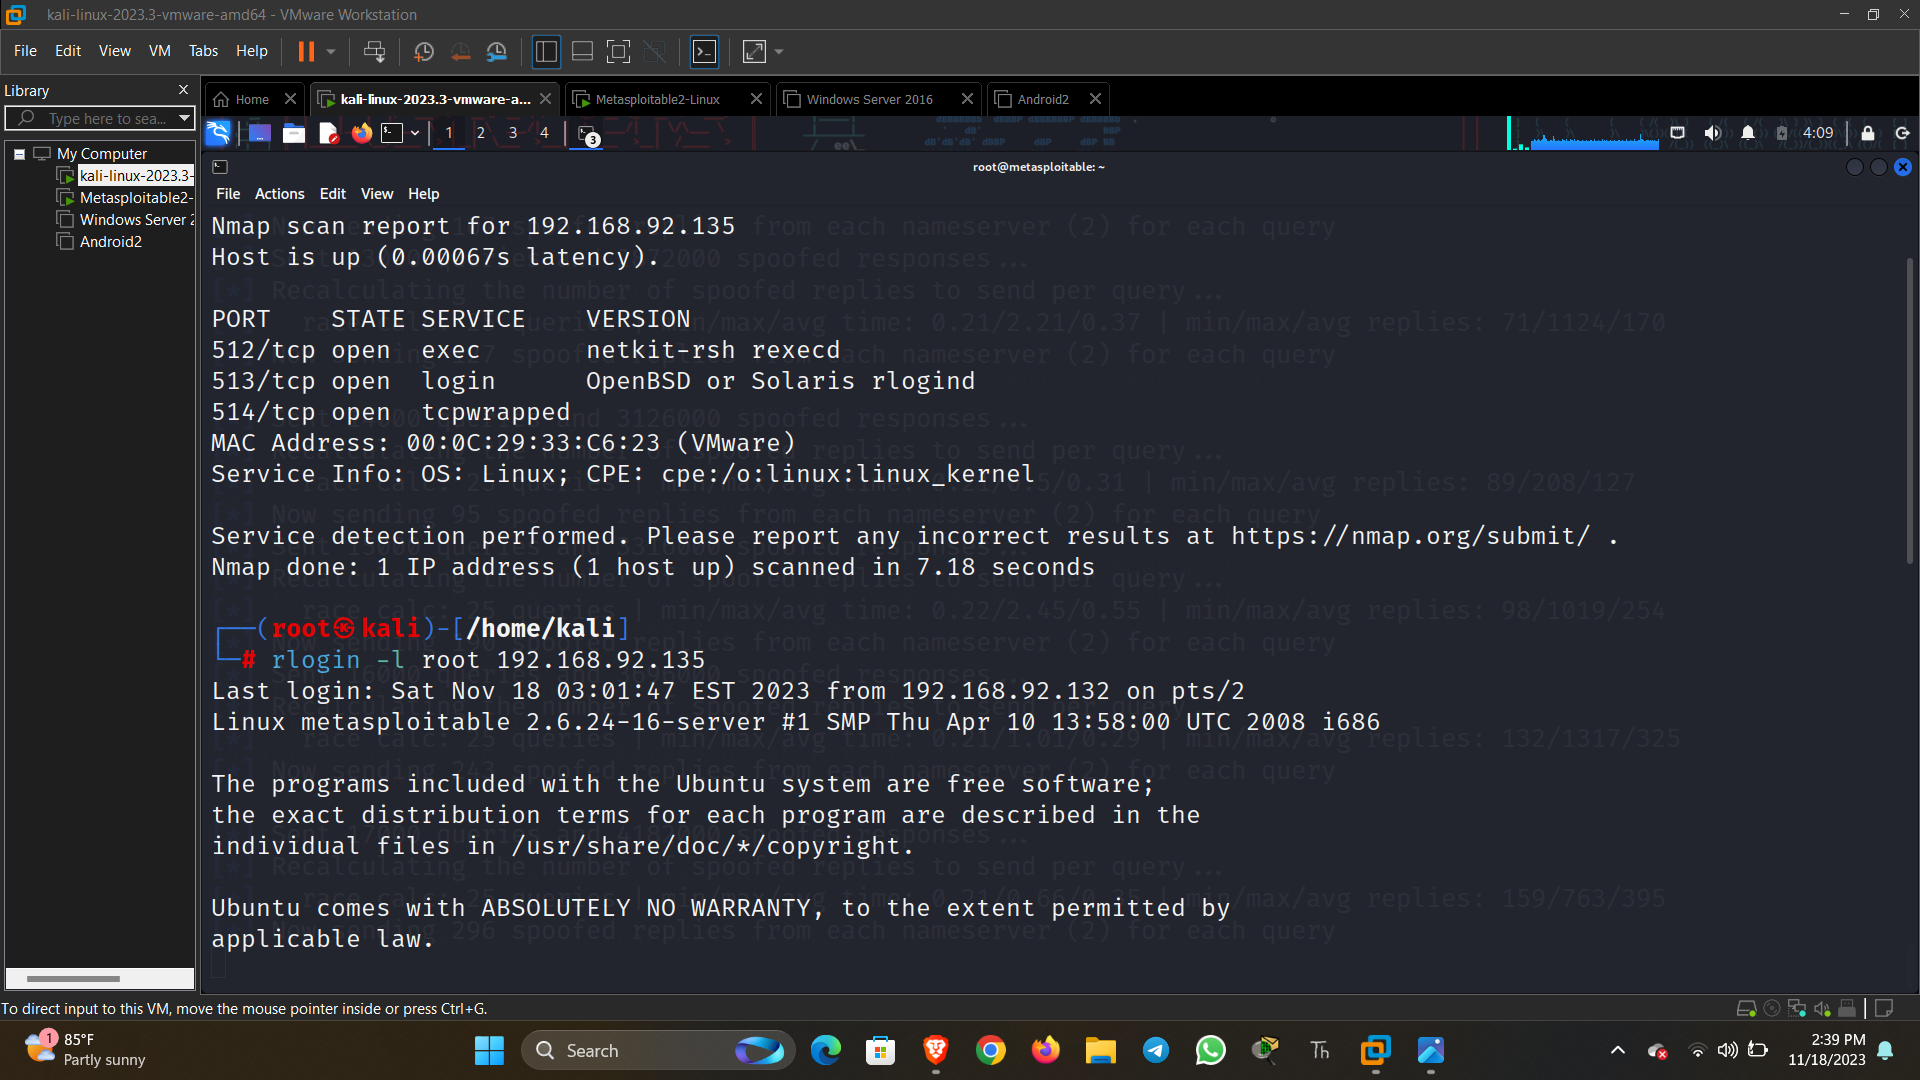 kali-linux-2023.3-vmware-amd64 - VMware Workstation
File Edit View VM Tabs Help
Library
Type here to sea...
Home
kali-linux-2023.3-vmware-a...
Metasploitable2-Linux
Windows Server 2016
Android2
1 2 3 4
3
4:09
My Computer
kali-linux-2023.3-
Metasploitable2-
Windows Server 2
Android2
root@metasploitable: ~
File Actions Edit View Help
Nmap scan report for 192.168.92.135
Host is up (0.00067s latency).
PORT STATE SERVICE VERSION
512/tcp open exec netkit-rsh rexecd
513/tcp open login OpenBSD or Solaris rlogind
514/tcp open tcpwrapped
MAC Address: 00:0C:29:33:C6:23 (VMware)
Service Info: OS: Linux; CPE: cpe:/o:linux:linux_kernel
Service detection performed. Please report any incorrect results at https://nmap.org/submit/ .
Nmap done: 1 IP address (1 host up) scanned in 7.18 seconds
┌──(root㉿kali)-[/home/kali]
└─# rlogin -l root 192.168.92.135
Last login: Sat Nov 18 03:01:47 EST 2023 from 192.168.92.132 on pts/2
Linux metasploitable 2.6.24-16-server #1 SMP Thu Apr 10 13:58:00 UTC 2008 i686
The programs included with the Ubuntu system are free software;
the exact distribution terms for each program are described in the
individual files in /usr/share/doc/*/copyright.
Ubuntu comes with ABSOLUTELY NO WARRANTY, to the extent permitted by
applicable law.
To direct input to this VM, move the mouse pointer inside or press Ctrl+G.
1
85°F
Partly sunny
Search
Th
2:39 PM
11/18/2023